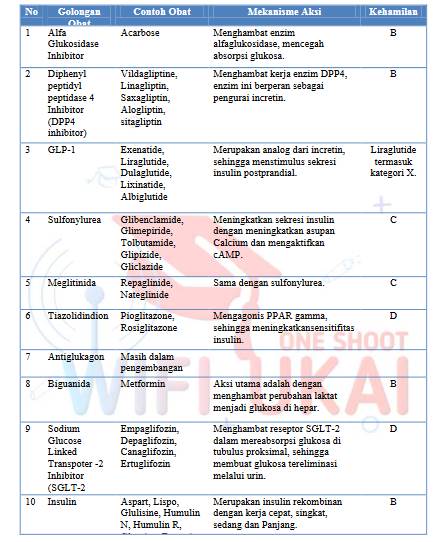 No Golongan Obat Contoh Obat Mekanisme Aksi Kehamilan
1 Alfa Glukosidase Inhibitor Acarbose Menghambat enzim alfaglukosidase, mencegah absorpsi glukosa. B
2 Diphenyl peptidyl peptidase 4 Inhibitor (DPP4 inhibitor) Vildagliptine, Linagliptin, Saxagliptin, Alogliptin, sitagliptin Menghambat kerja enzim DPP4, enzim ini berperan sebagai pengurai incretin. B
3 GLP-1 Exenatide, Liraglutide, Dulaglutide, Lixinatide, Albiglutide Merupakan analog dari incretin, sehingga menstimulus sekresi insulin postprandial. Liraglutide termasuk kategori X.
4 Sulfonylurea Glibenclamide, Glimepiride, Tolbutamide, Glipizide, Gliclazide Meningkatkan sekresi insulin dengan meningkatkan asupan Calcium dan mengaktifkan cAMP. C
5 Meglitinida Repaglinide, Nateglinide Sama dengan sulfonylurea. C
6 Tiazolidindion Pioglitazone, Rosiglitazone Mengagonis PPAR gamma, sehingga meningkatkansensitifitas insulin. D
7 Antiglukagon Masih dalam pengembangan
8 Biguanida Metformin Aksi utama adalah dengan menghambat perubahan laktat menjadi glukosa di hepar. B
9 Sodium Glucose Linked Transpoter -2 Inhibitor (SGLT-2 Empaglifozin, Depaglifozin, Canaglifozin, Ertuglifozin Menghambat reseptor SGLT-2 dalam mereabsorpsi glukosa di tubulus proksimal, sehingga membuat glukosa tereliminasi melalui urin. D
10 Insulin Aspart, Lispo, Glulisine, Humulin N, Humulin R, Merupakan insulin rekombinan dengan kerja cepat, singkat, sedang dan Panjang. B
ONE SHOOT
WIFI UKAI